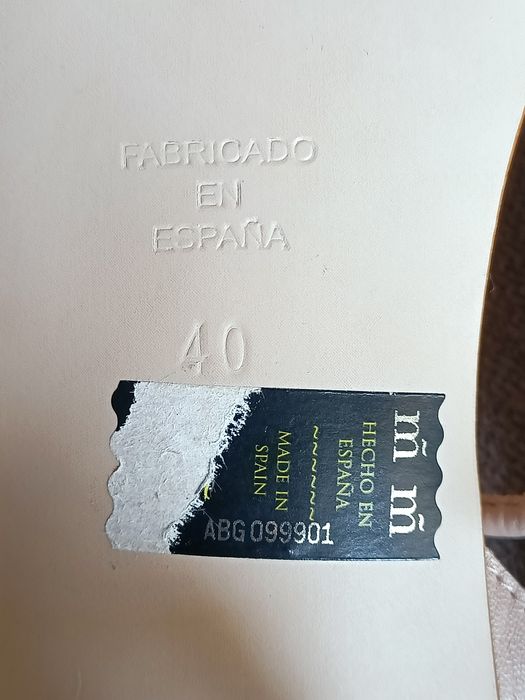 FABRICADO
EN
ESPAÑA
40
m̃ m̃
HECHO EN
ESPAÑA
~~~~~~
MADE IN
SPAIN
ABG 099901